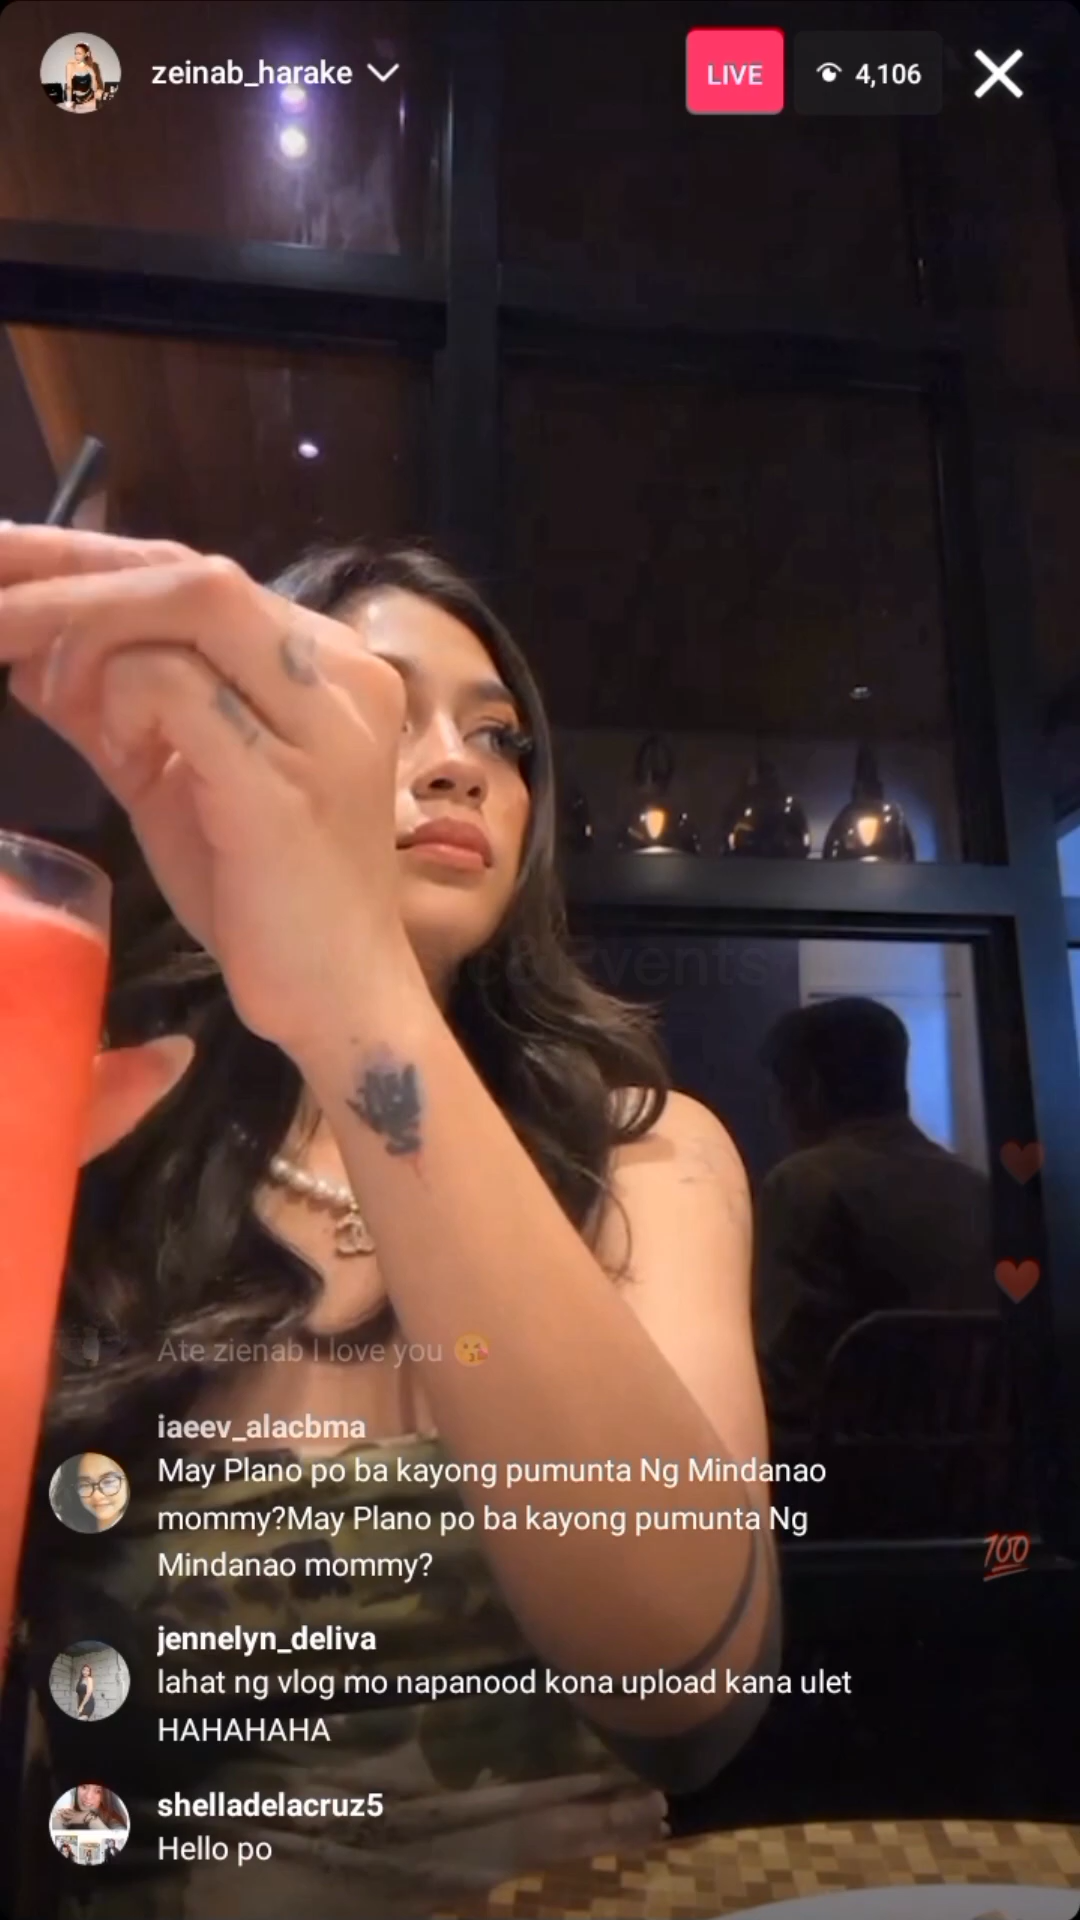 zeinab_harake
LIVE
4,106
Events
Ate zienab I love you 😘
iaeev_alacbma
May Plano po ba kayong pumunta Ng Mindanao
mommy?May Plano po ba kayong pumunta Ng
Mindanao mommy?
jennelyn_deliva
lahat ng vlog mo napanood kona upload kana ulet
HAHAHAHA
shelladelacruz5
Hello po
💯